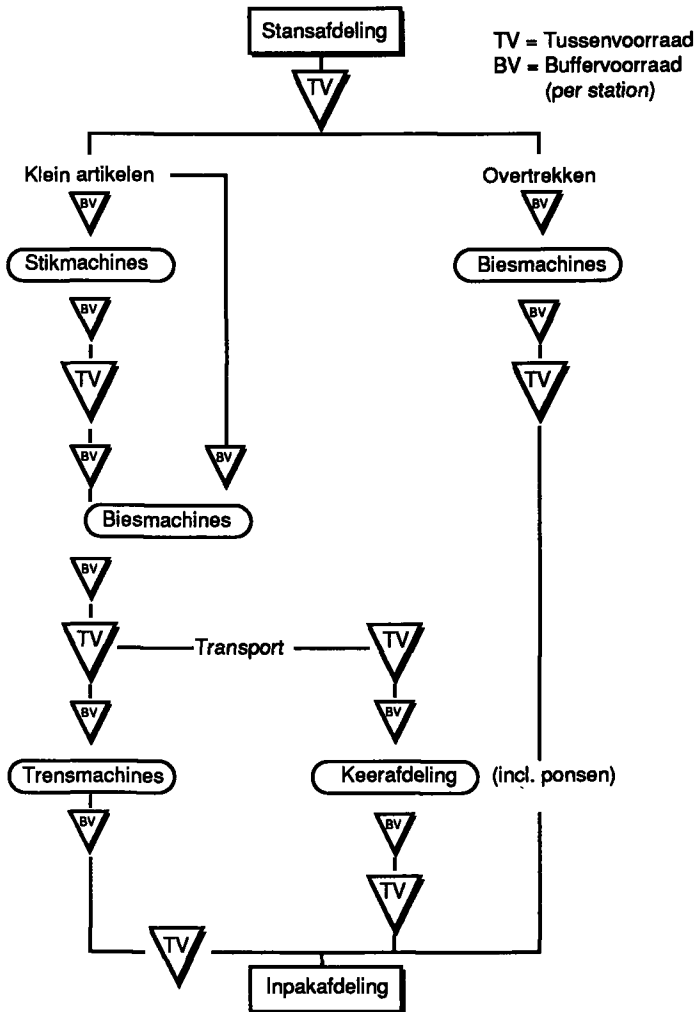 Stansafdeling
TV = Tussenvoorraad
BV = Buffervoorraad
(per station)
TV
Klein artikelen
Overtrekken
BV
BV
Stikmachines
Biesmachines
BV
BV
TV
TV
BV
BV
Biesmachines
BV
TV
Transport
TV
BV
BV
Trensmachines
Keerafdeling
(incl. ponsen)
BV
BV
TV
TV
Inpakafdeling